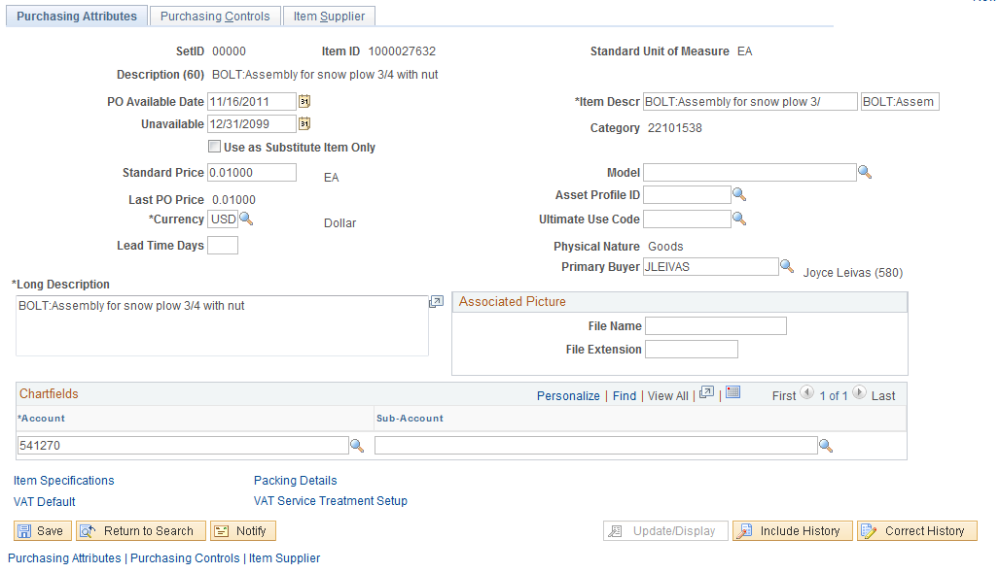 Purchasing Attributes Purchasing Controls Item Supplier
SetID 00000 Item ID 1000027632 Standard Unit of Measure EA
Description (60) BOLT:Assembly for snow plow 3/4 with nut
PO Available Date 11/16/2011 31 *Item Descr BOLT:Assembly for snow plow 3/ BOLT:Assem
Unavailable 12/31/2099 31 Category 22101538
Use as Substitute Item Only
Standard Price 0.01000 EA Model
Last PO Price 0.01000 Asset Profile ID
*Currency USD Dollar Ultimate Use Code
Lead Time Days Physical Nature Goods
Primary Buyer JLEIVAS Joyce Leivas (580)
*Long Description
BOLT:Assembly for snow plow 3/4 with nut
Associated Picture
File Name
File Extension
Chartfields Personalize | Find | View All | | First 1 of 1 Last
*Account Sub-Account
541270
Item Specifications Packing Details
VAT Default VAT Service Treatment Setup
Save Return to Search Notify Update/Display Include History Correct History
Purchasing Attributes | Purchasing Controls | Item Supplier